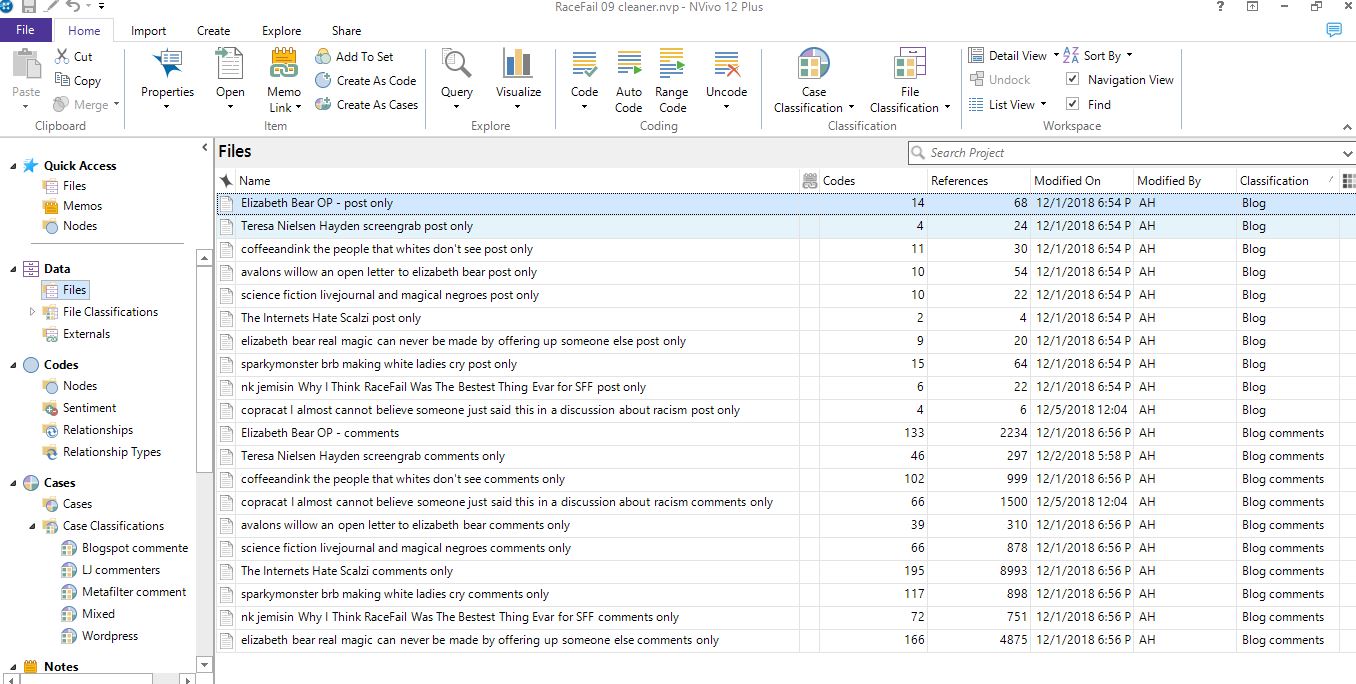 RaceFail 09 cleaner.nvp - NVivo 12 Plus
File Home Import Create Explore Share
Paste Cut Copy Merge Clipboard
Properties Open Memo Link Add To Set Create As Code Create As Cases Item
Query Visualize Explore
Code Auto Code Range Code Uncode Coding
Case Classification File Classification Classification
Detail View Sort By Undock Navigation View List View Find Workspace
Quick Access
Files
Memos
Nodes
Data
Files
File Classifications
Externals
Codes
Nodes
Sentiment
Relationships
Relationship Types
Cases
Cases
Case Classifications
Blogspot commente
LJ commenters
Metafilter comment
Mixed
Wordpress
Notes
Files Search Project
Name Codes References Modified On Modified By Classification
Elizabeth Bear OP - post only 14 68 12/1/2018 6:54 P AH Blog
Teresa Nielsen Hayden screengrab post only 4 24 12/1/2018 6:54 P AH Blog
coffeeandink the people that whites don't see post only 11 30 12/1/2018 6:54 P AH Blog
avalons willow an open letter to elizabeth bear post only 10 54 12/1/2018 6:54 P AH Blog
science fiction livejournal and magical negroes post only 10 22 12/1/2018 6:54 P AH Blog
The Internets Hate Scalzi post only 2 4 12/1/2018 6:54 P AH Blog
elizabeth bear real magic can never be made by offering up someone else post only 9 20 12/1/2018 6:54 P AH Blog
sparkymonster brb making white ladies cry post only 15 64 12/1/2018 6:54 P AH Blog
nk jemisin Why I Think RaceFail Was The Bestest Thing Evar for SFF post only 6 22 12/1/2018 6:54 P AH Blog
copracat I almost cannot believe someone just said this in a discussion about racism post only 4 6 12/5/2018 12:04 AH Blog
Elizabeth Bear OP - comments 133 2234 12/1/2018 6:56 P AH Blog comments
Teresa Nielsen Hayden screengrab comments only 46 297 12/2/2018 5:58 P AH Blog comments
coffeeandink the people that whites don't see comments only 102 999 12/1/2018 6:56 P AH Blog comments
copracat I almost cannot believe someone just said this in a discussion about racism comments only 66 1500 12/5/2018 12:04 AH Blog comments
avalons willow an open letter to elizabeth bear comments only 39 310 12/1/2018 6:56 P AH Blog comments
science fiction livejournal and magical negroes comments only 66 878 12/1/2018 6:56 P AH Blog comments
The Internets Hate Scalzi comments only 195 8993 12/1/2018 6:56 P AH Blog comments
sparkymonster brb making white ladies cry comments only 117 898 12/1/2018 6:56 P AH Blog comments
nk jemisin Why I Think RaceFail Was The Bestest Thing Evar for SFF comments only 72 751 12/1/2018 6:56 P AH Blog comments
elizabeth bear real magic can never be made by offering up someone else comments only 166 4875 12/1/2018 6:56 P AH Blog comments